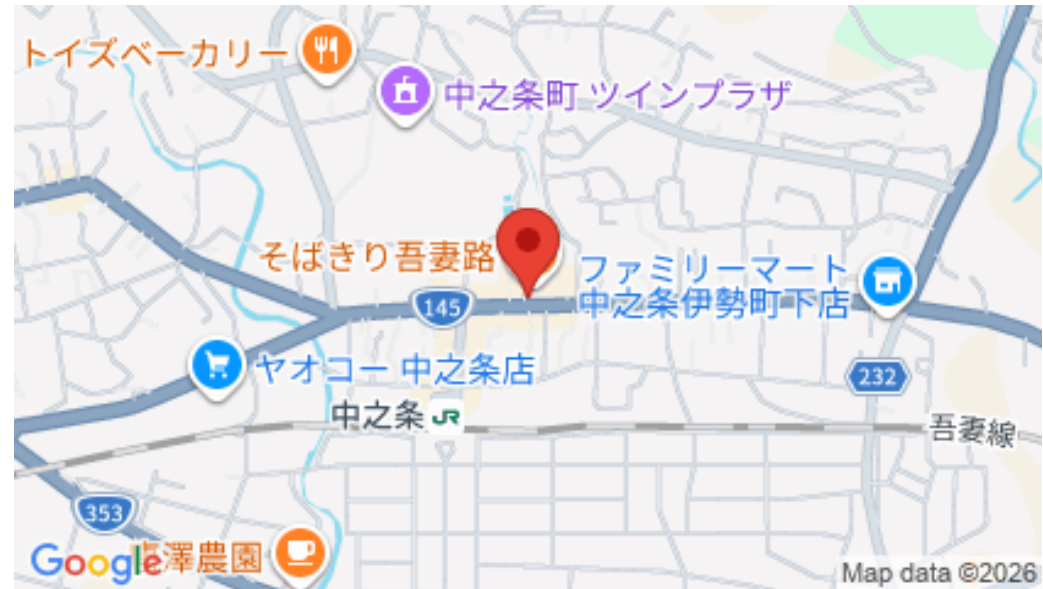 トイズベーカリー
中之条町 ツインプラザ
そばきり吾妻路
ファミリーマート
中之条伊勢町下店
145
ヤオコー 中之条店
232
中之条 JR
吾妻線
353
Google
澤農園
Map data ©2026